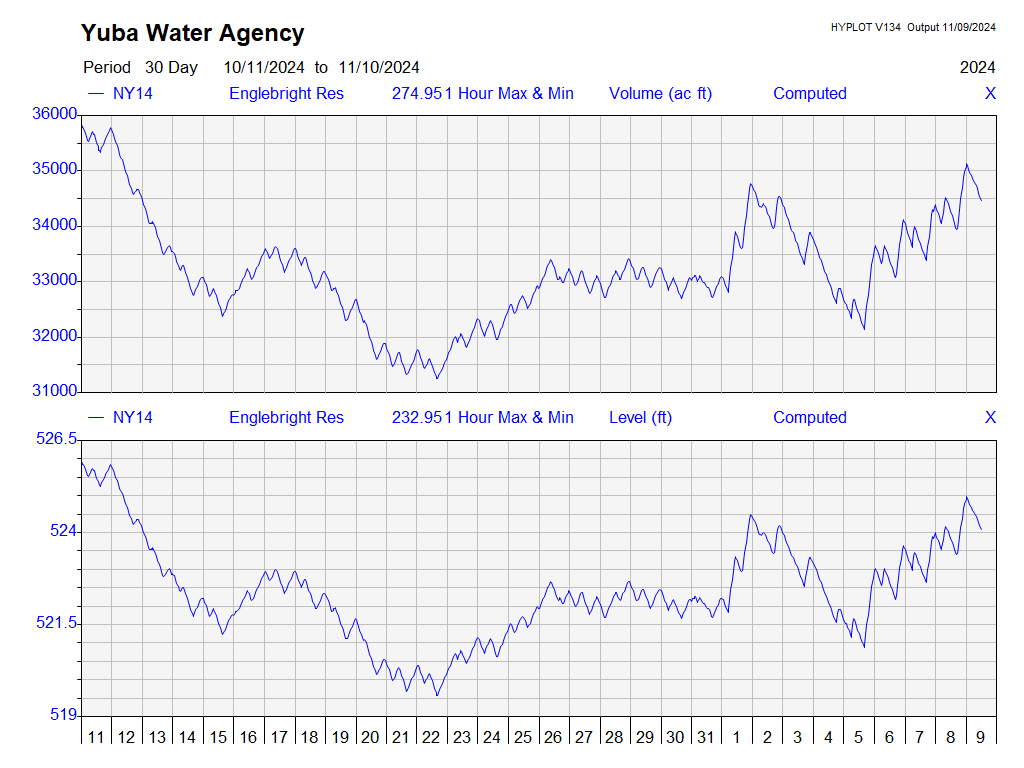 Yuba Water Agency
HYPLOT V134 Output 11/09/2024
Period 30 Day 10/11/2024 to 11/10/2024
2024
NY14 Englebright Res 274.951 Hour Max & Min Volume (ac ft) Computed X
36000
35000
34000
33000
32000
31000
NY14 Englebright Res 232.951 Hour Max & Min Level (ft) Computed X
526.5
524
521.5
519
11 12 13 14 15 16 17 18 19 20 21 22 23 24 25 26 27 28 29 30 31 1 2 3 4 5 6 7 8 9